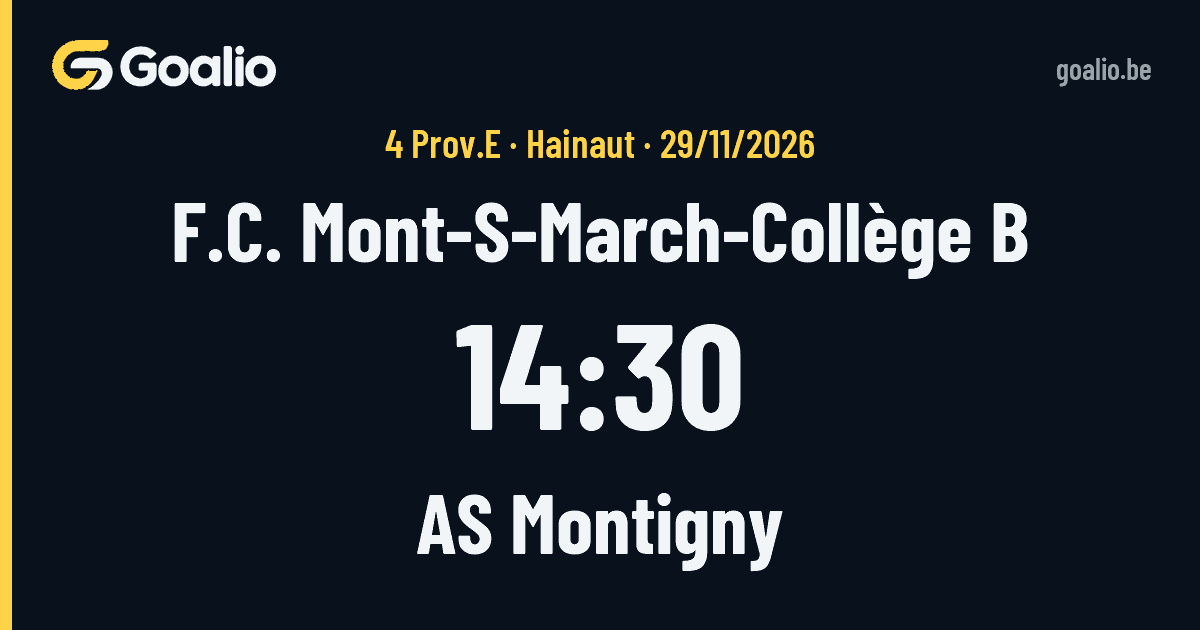 Goalio
goalio.be
4 Prov.E · Hainaut · 29/11/2026
F.C. Mont-S-March-Collège B
14:30
AS Montigny